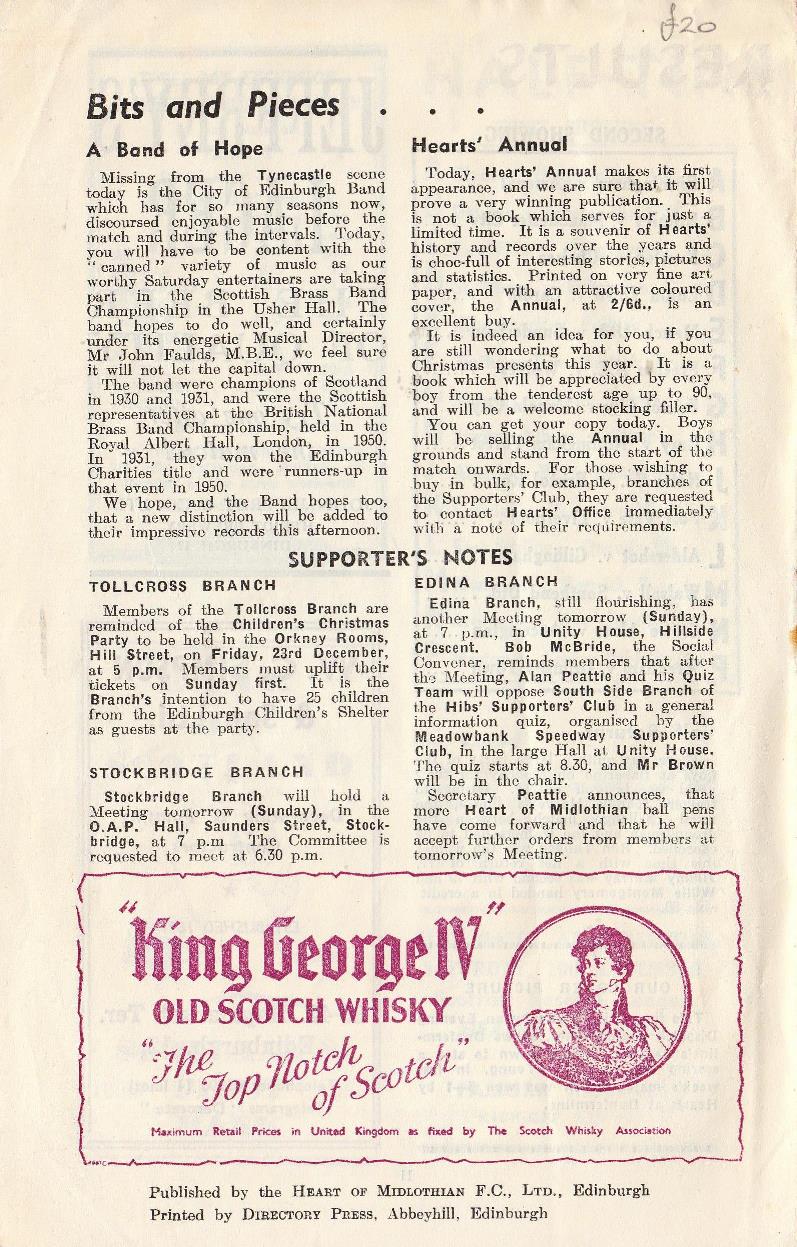 £20
Bits and Pieces . . .
A Band of Hope
Missing from the Tynecastle scene
today is the City of Edinburgh Band
which has for so many seasons now,
discoursed enjoyable music before the
match and during the intervals. Today,
you will have to be content with the
"canned" variety of music as our
worthy Saturday entertainers are taking
part in the Scottish Brass Band
Championship in the Usher Hall. The
band hopes to do well, and certainly
under its energetic Musical Director,
Mr John Faulds, M.B.E., we feel sure
it will not let the capital down.
The band were champions of Scotland
in 1930 and 1931, and were the Scottish
representatives at the British National
Brass Band Championship, held in the
Royal Albert Hall, London, in 1950.
In 1931, they won the Edinburgh
Charities title and were runners-up in
that event in 1950.
We hope, and the Band hopes too,
that a new distinction will be added to
their impressive records this afternoon.
Hearts' Annual
Today, Hearts' Annual makes its first
appearance, and we are sure that it will
prove a very winning publication. This
is not a book which serves for just a
limited time. It is a souvenir of Hearts'
history and records over the years and
is choc-full of interesting stories, pictures
and statistics. Printed on very fine art
paper, and with an attractive coloured
cover, the Annual, at 2/6d., is an
excellent buy.
It is indeed an idea for you, if you
are still wondering what to do about
Christmas presents this year. It is a
book which will be appreciated by every
boy from the tenderest age up to 90,
and will be a welcome stocking filler.
You can get your copy today. Boys
will be selling the Annual in the
grounds and stand from the start of the
match onwards. For those wishing to
buy in bulk, for example, branches of
the Supporters' Club, they are requested
to contact Hearts' Office immediately
with a note of their requirements.
SUPPORTER'S NOTES
TOLLCROSS BRANCH
Members of the Tollcross Branch are
reminded of the Children's Christmas
Party to be held in the Orkney Rooms,
Hill Street, on Friday, 23rd December,
at 5 p.m. Members must uplift their
tickets on Sunday first. It is the
Branch's intention to have 25 children
from the Edinburgh Children's Shelter
as guests at the party.
STOCKBRIDGE BRANCH
Stockbridge Branch will hold a
Meeting tomorrow (Sunday), in the
O.A.P. Hall, Saunders Street, Stock-
bridge, at 7 p.m The Committee is
requested to meet at 6.30 p.m.
EDINA BRANCH
Edina Branch, still flourishing, has
another Meeting tomorrow (Sunday),
at 7 p.m., in Unity House, Hillside
Crescent. Bob McBride, the Social
Convener, reminds members that after
the Meeting, Alan Peattie and his Quiz
Team will oppose South Side Branch of
the Hibs' Supporters' Club in a general
information quiz, organised by the
Meadowbank Speedway Supporters'
Club, in the large Hall at Unity House.
The quiz starts at 8.30, and Mr Brown
will be in the chair.
Secretary Peattie announces, that
more Heart of Midlothian ball pens
have come forward and that he will
accept further orders from members at
tomorrow's Meeting.
"King George IV"
OLD SCOTCH WHISKY
"The
Top Notch
of Scotch"
Maximum Retail Prices in United Kingdom as fixed by The Scotch Whisky Association
Published by the HEART OF MIDLOTHIAN F.C., LTD., Edinburgh
Printed by DIRECTORY PRESS, Abbeyhill, Edinburgh